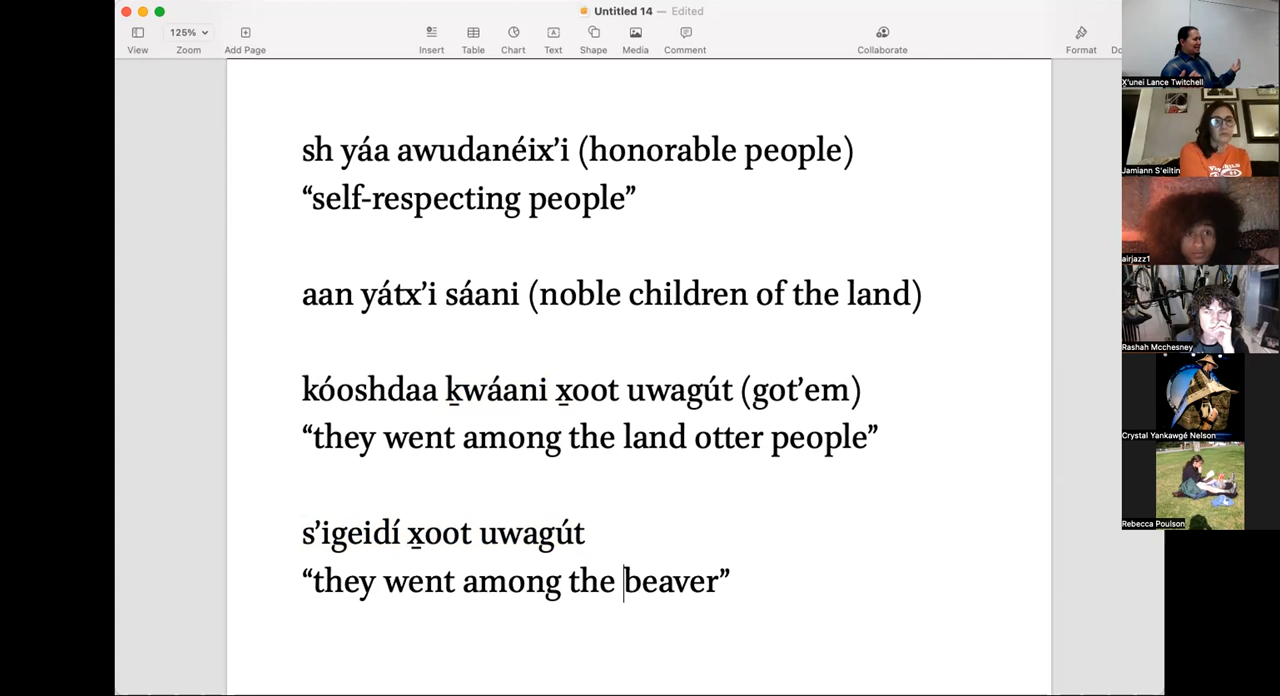 Untitled 14 — Edited
125%
View
Zoom
Add Page
Insert
Table
Chart
Text
Shape
Media
Comment
Collaborate
Format
sh yáa awudanéix’i (honorable people)
“self-respecting people”
aan yátx’i sáani (noble children of the land)
kóoshdaa ḵwáani x̱oot uwagút (got’em)
“they went among the land otter people”
s’igeidí x̱oot uwagút
“they went among the beaver”
X̱'unei Lance Twitchell
Jamiann S'eiltin
airjazz1
Rashah Mcchesney
Crystal Yankawgé Nelson
Rebecca Poulson